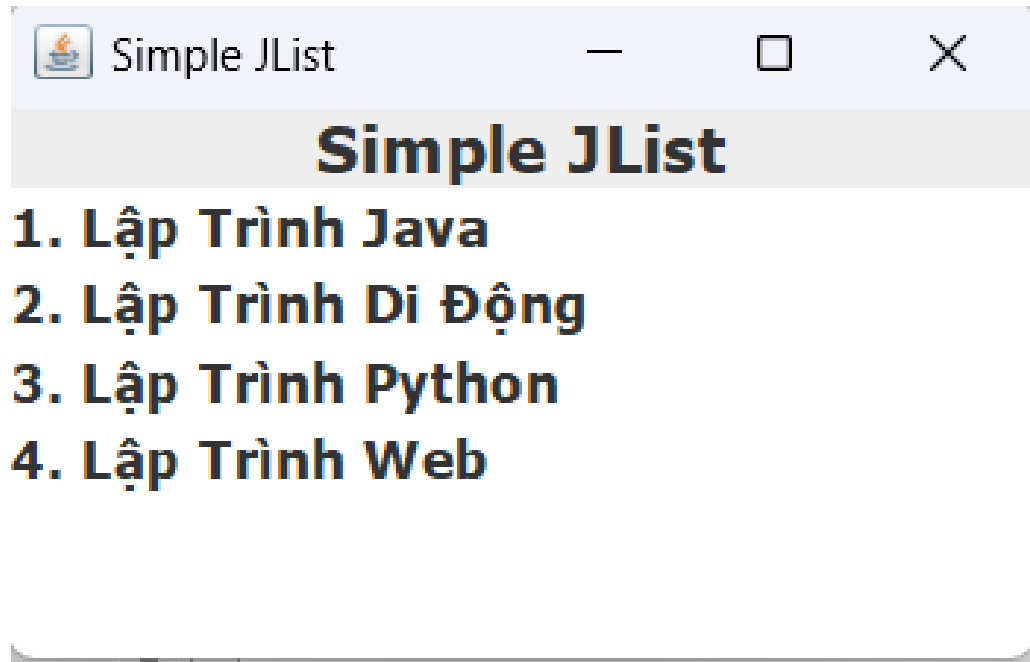 Simple JList
Simple JList
1. Lập Trình Java
2. Lập Trình Di Động
3. Lập Trình Python
4. Lập Trình Web